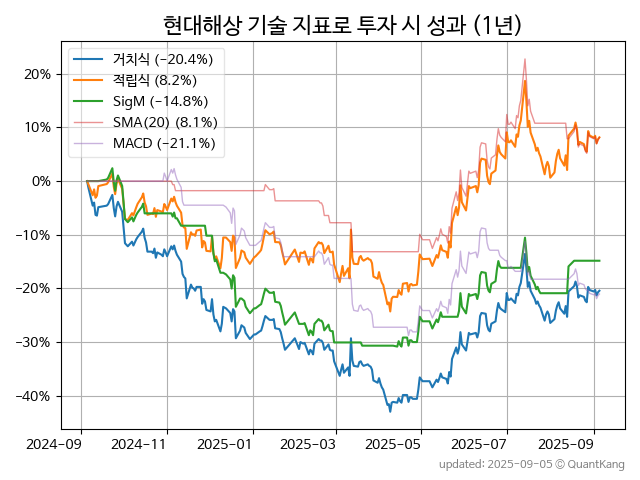 현대해상 기술 지표로 투자 시 성과 (1년)
거치식 (−20.4%)
적립식 (8.2%)
SigM (−14.8%)
SMA(20) (8.1%)
MACD (−21.1%)
20%
10%
0%
−10%
−20%
−30%
−40%
2024-09 2024-11 2025-01 2025-03 2025-05 2025-07 2025-09
updated: 2025-09-05 © QuantKang